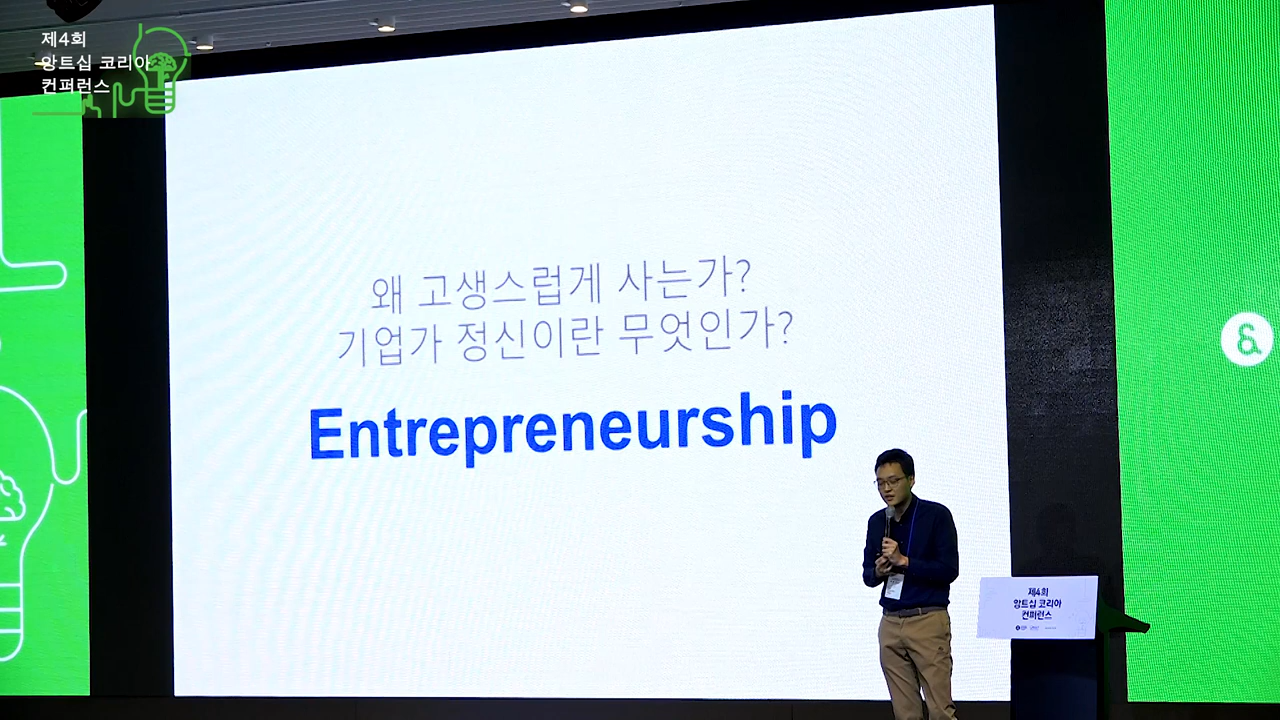 제4회
앙트십 코리아
컨퍼런스
왜 고생스럽게 사는가?
기업가 정신이란 무엇인가?
Entrepreneurship
&
제4회
앙트십 코리아
컨퍼런스